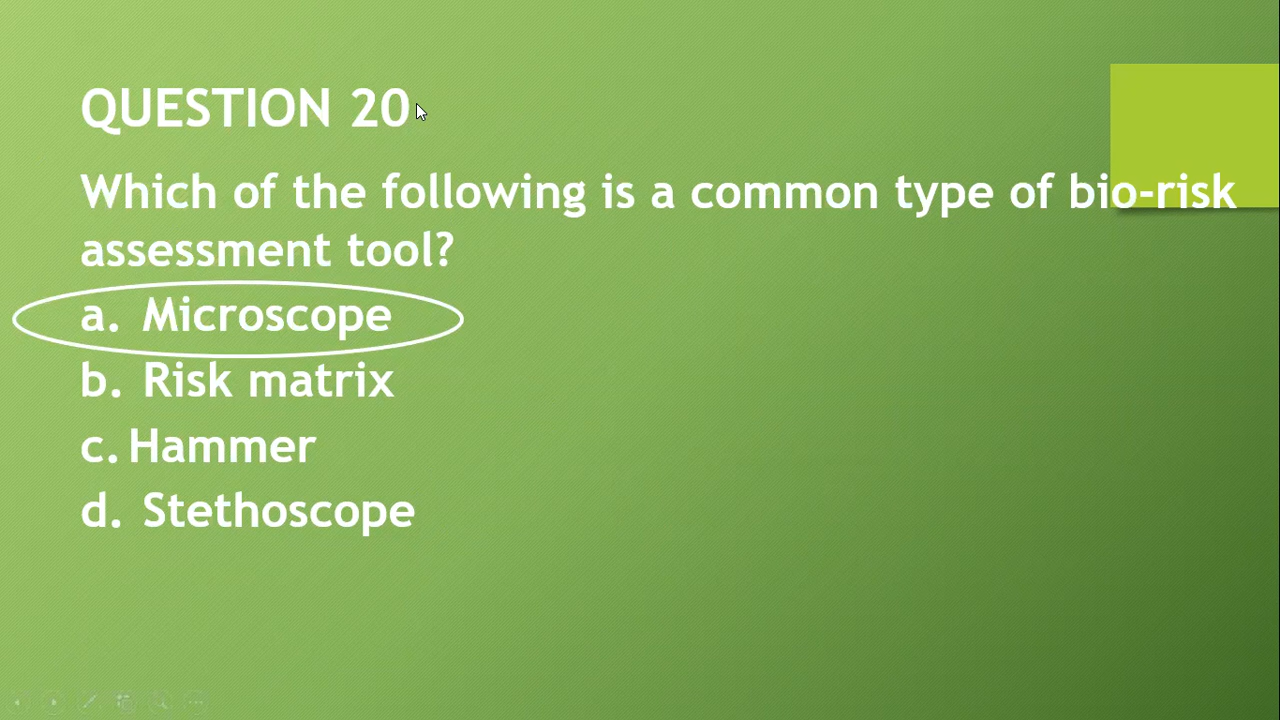 QUESTION 20
Which of the following is a common type of bio-risk
assessment tool?
a. Microscope
b. Risk matrix
c. Hammer
d. Stethoscope